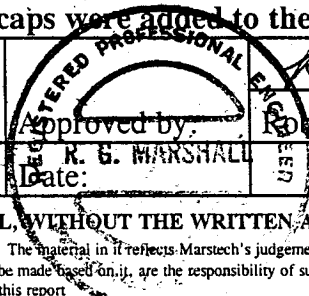 caps were added to the
REGISTERED PROFESSIONAL ENGINEER
Approved by:
R. G. MARSHALL
Date:
L, WITHOUT THE WRITTEN
The material in it reflects Marstech's judgeme
be made based on it, are the responsibility of su
this report